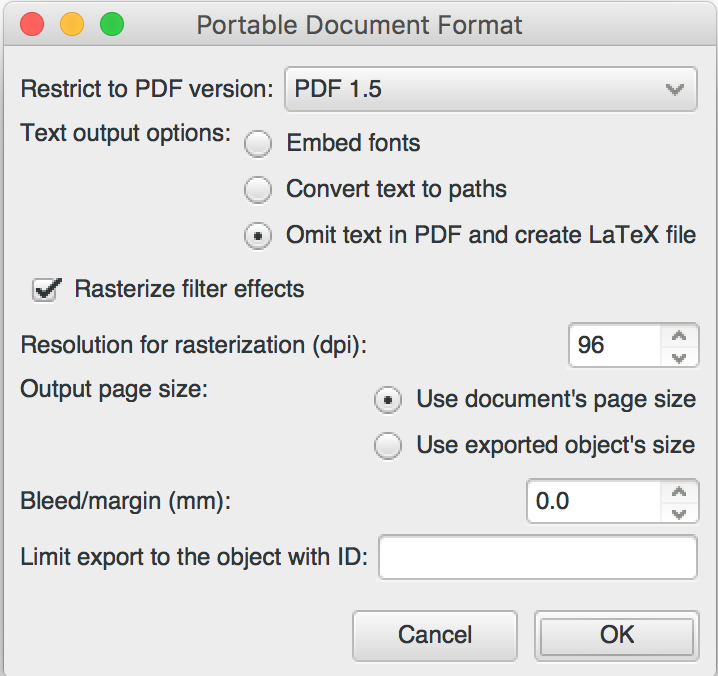 Portable Document Format
Restrict to PDF version: PDF 1.5
Text output options:
Embed fonts
Convert text to paths
Omit text in PDF and create LaTeX file
Rasterize filter effects
Resolution for rasterization (dpi): 96
Output page size:
Use document's page size
Use exported object's size
Bleed/margin (mm): 0.0
Limit export to the object with ID:
Cancel OK